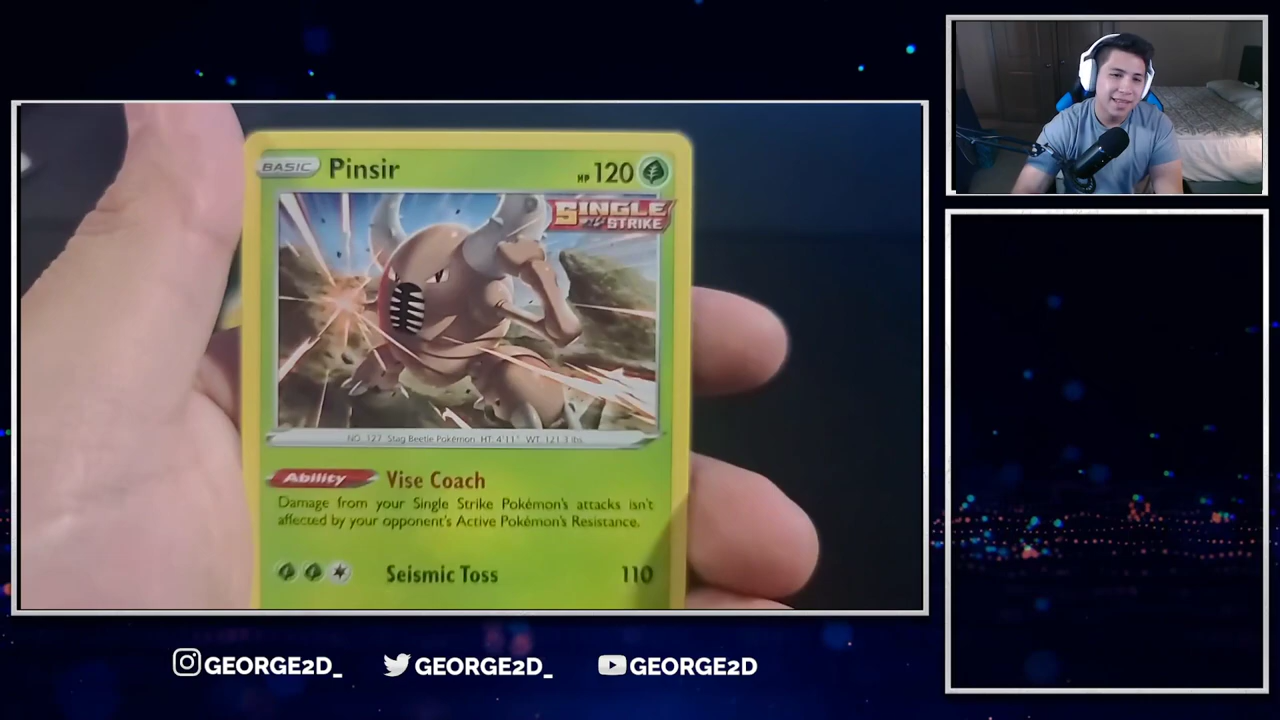 BASIC Pinsir HP 120
SINGLE
STRIKE
NO. 127 Stag Beetle Pokémon. HT. 4'11" WT. 121.3 lbs.
Ability Vise Coach
Damage from your Single Strike Pokémon's attacks isn't
affected by your opponent's Active Pokémon's Resistance.
Seismic Toss 110
GEORGE2D_ GEORGE2D_ GEORGE2D